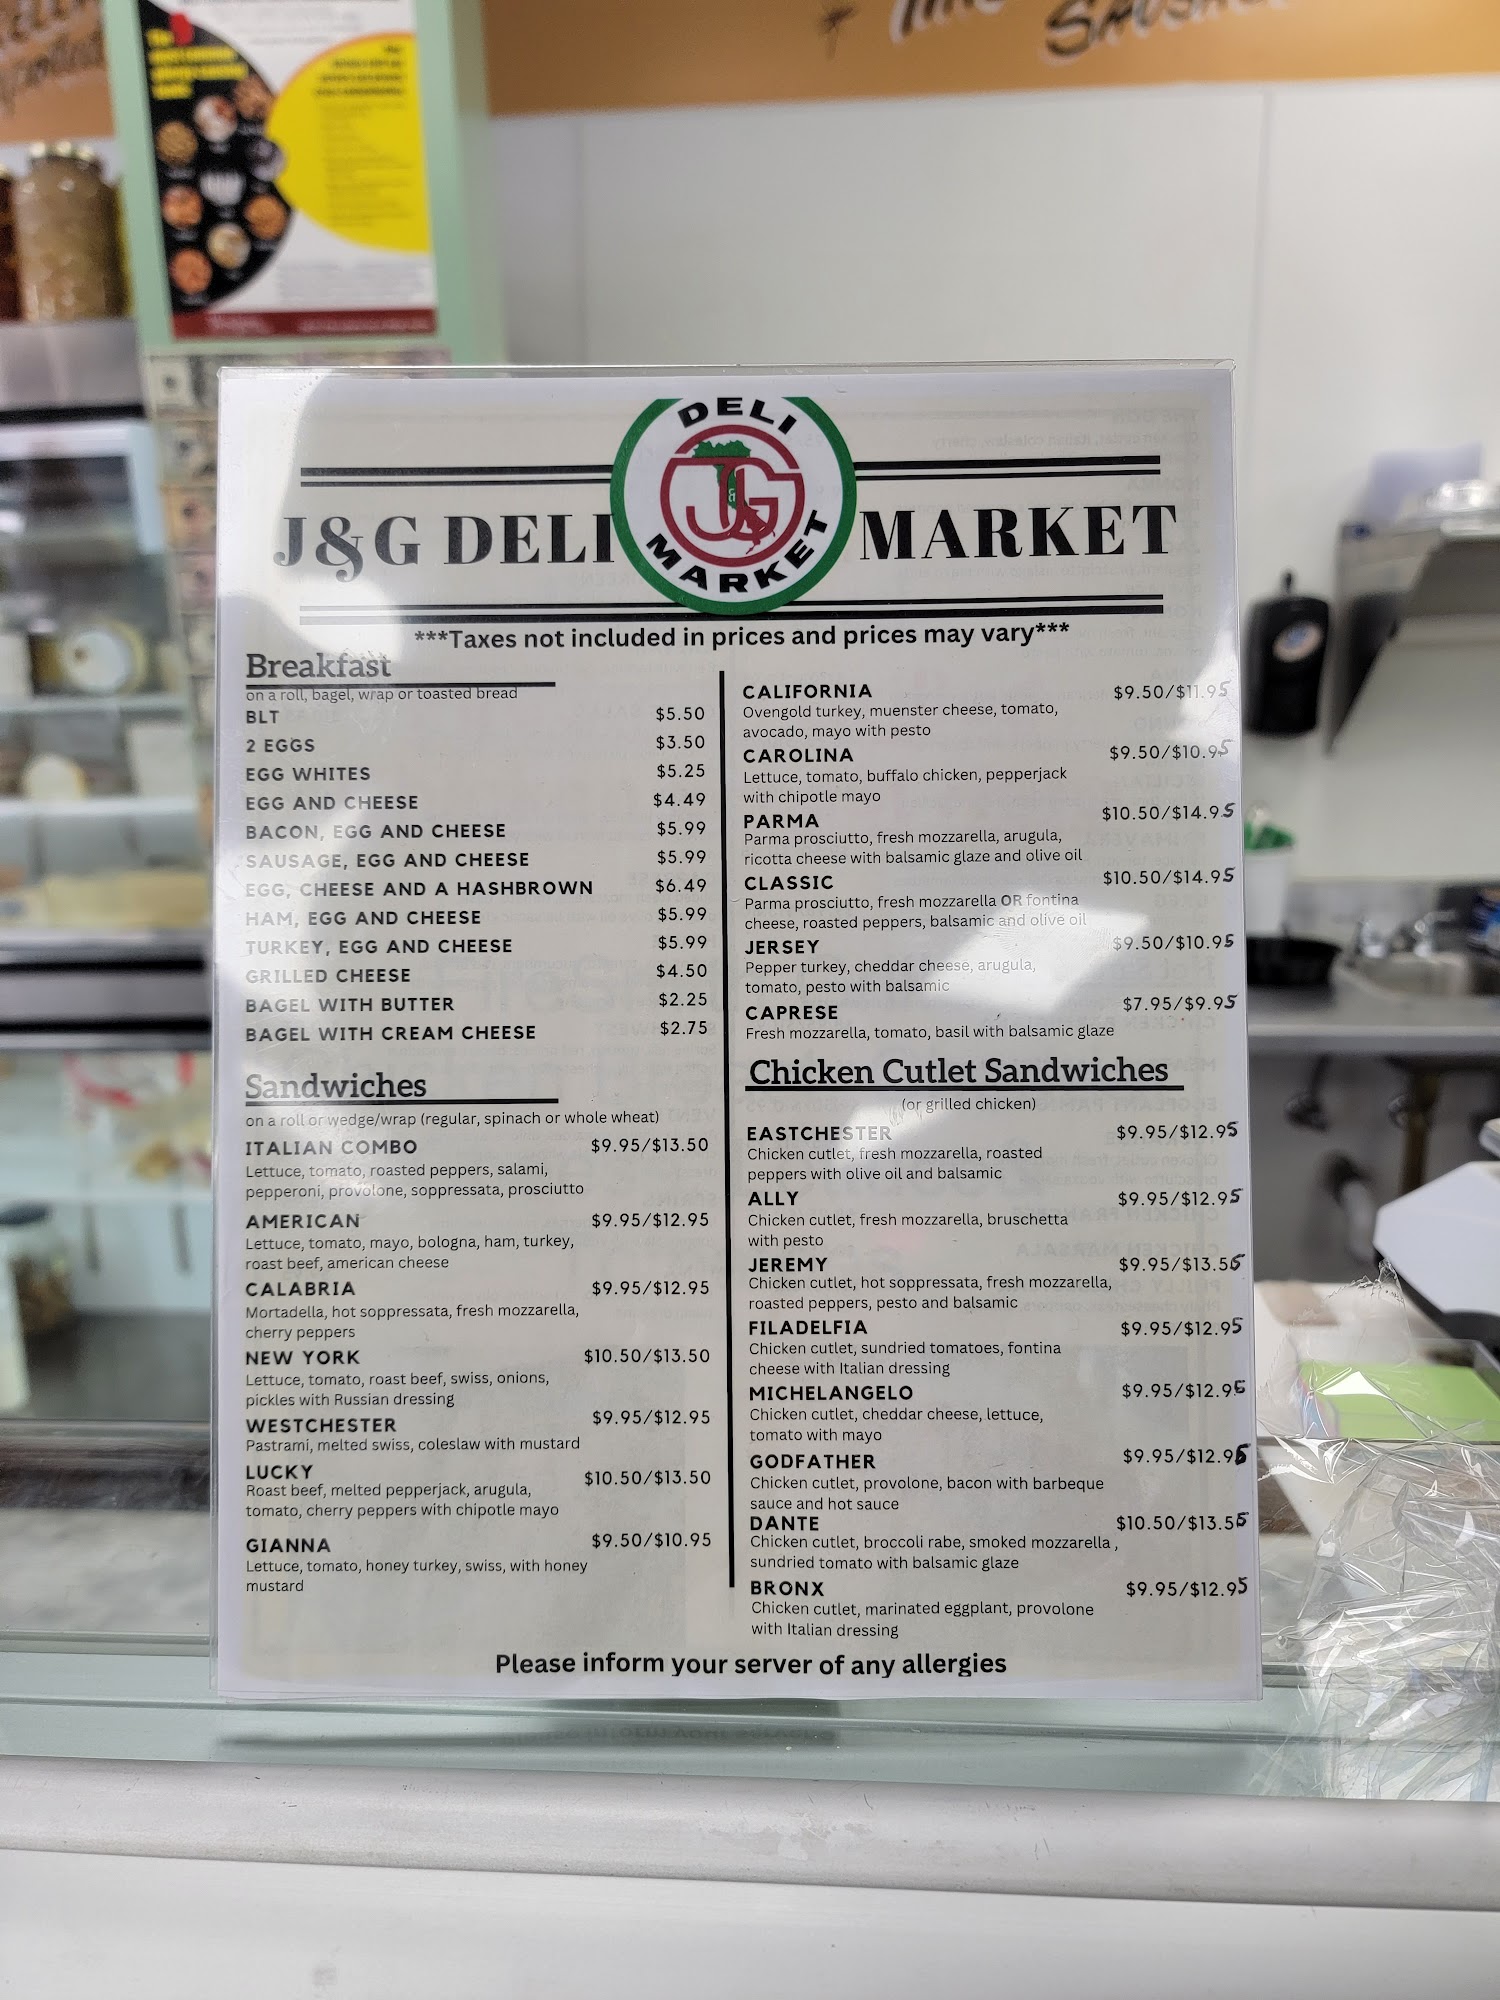 DELI
J&G
MARKET
J&G DELI MARKET
***Taxes not included in prices and prices may vary***
Breakfast
on a roll, bagel, wrap or toasted bread
BLT $5.50
2 EGGS $3.50
EGG WHITES $5.25
EGG AND CHEESE $4.49
BACON, EGG AND CHEESE $5.99
SAUSAGE, EGG AND CHEESE $5.99
EGG, CHEESE AND A HASHBROWN $6.49
HAM, EGG AND CHEESE $5.99
TURKEY, EGG AND CHEESE $5.99
GRILLED CHEESE $4.50
BAGEL WITH BUTTER $2.25
BAGEL WITH CREAM CHEESE $2.75
Sandwiches
on a roll or wedge/wrap (regular, spinach or whole wheat)
ITALIAN COMBO $9.95/$13.50
Lettuce, tomato, roasted peppers, salami,
pepperoni, provolone, soppressata, prosciutto
AMERICAN $9.95/$12.95
Lettuce, tomato, mayo, bologna, ham, turkey,
roast beef, american cheese
CALABRIA $9.95/$12.95
Mortadella, hot soppressata, fresh mozzarella,
cherry peppers
NEW YORK $10.50/$13.50
Lettuce, tomato, roast beef, swiss, onions,
pickles with Russian dressing
WESTCHESTER $9.95/$12.95
Pastrami, melted swiss, coleslaw with mustard
LUCKY $10.50/$13.50
Roast beef, melted pepperjack, arugula,
tomato, cherry peppers with chipotle mayo
GIANNA $9.50/$10.95
Lettuce, tomato, honey turkey, swiss, with honey
mustard
CALIFORNIA $9.50/$11.95
Ovengold turkey, muenster cheese, tomato,
avocado, mayo with pesto
CAROLINA $9.50/$10.95
Lettuce, tomato, buffalo chicken, pepperjack
with chipotle mayo
PARMA $10.50/$14.95
Parma prosciutto, fresh mozzarella, arugula,
ricotta cheese with balsamic glaze and olive oil
CLASSIC $10.50/$14.95
Parma prosciutto, fresh mozzarella OR fontina
cheese, roasted peppers, balsamic and olive oil
JERSEY $9.50/$10.95
Pepper turkey, cheddar cheese, arugula,
tomato, pesto with balsamic
CAPRESE $7.95/$9.95
Fresh mozzarella, tomato, basil with balsamic glaze
Chicken Cutlet Sandwiches
(or grilled chicken)
EASTCHESTER $9.95/$12.95
Chicken cutlet, fresh mozzarella, roasted
peppers with olive oil and balsamic
ALLY $9.95/$12.95
Chicken cutlet, fresh mozzarella, bruschetta
with pesto
JEREMY $9.95/$13.55
Chicken cutlet, hot soppressata, fresh mozzarella,
roasted peppers, pesto and balsamic
FILADELFIA $9.95/$12.95
Chicken cutlet, sundried tomatoes, fontina
cheese with Italian dressing
MICHELANGELO $9.95/$12.95
Chicken cutlet, cheddar cheese, lettuce,
tomato with mayo
GODFATHER $9.95/$12.95
Chicken cutlet, provolone, bacon with barbeque
sauce and hot sauce
DANTE $10.50/$13.55
Chicken cutlet, broccoli rabe, smoked mozzarella ,
sundried tomato with balsamic glaze
BRONX $9.95/$12.95
Chicken cutlet, marinated eggplant, provolone
with Italian dressing
Please inform your server of any allergies